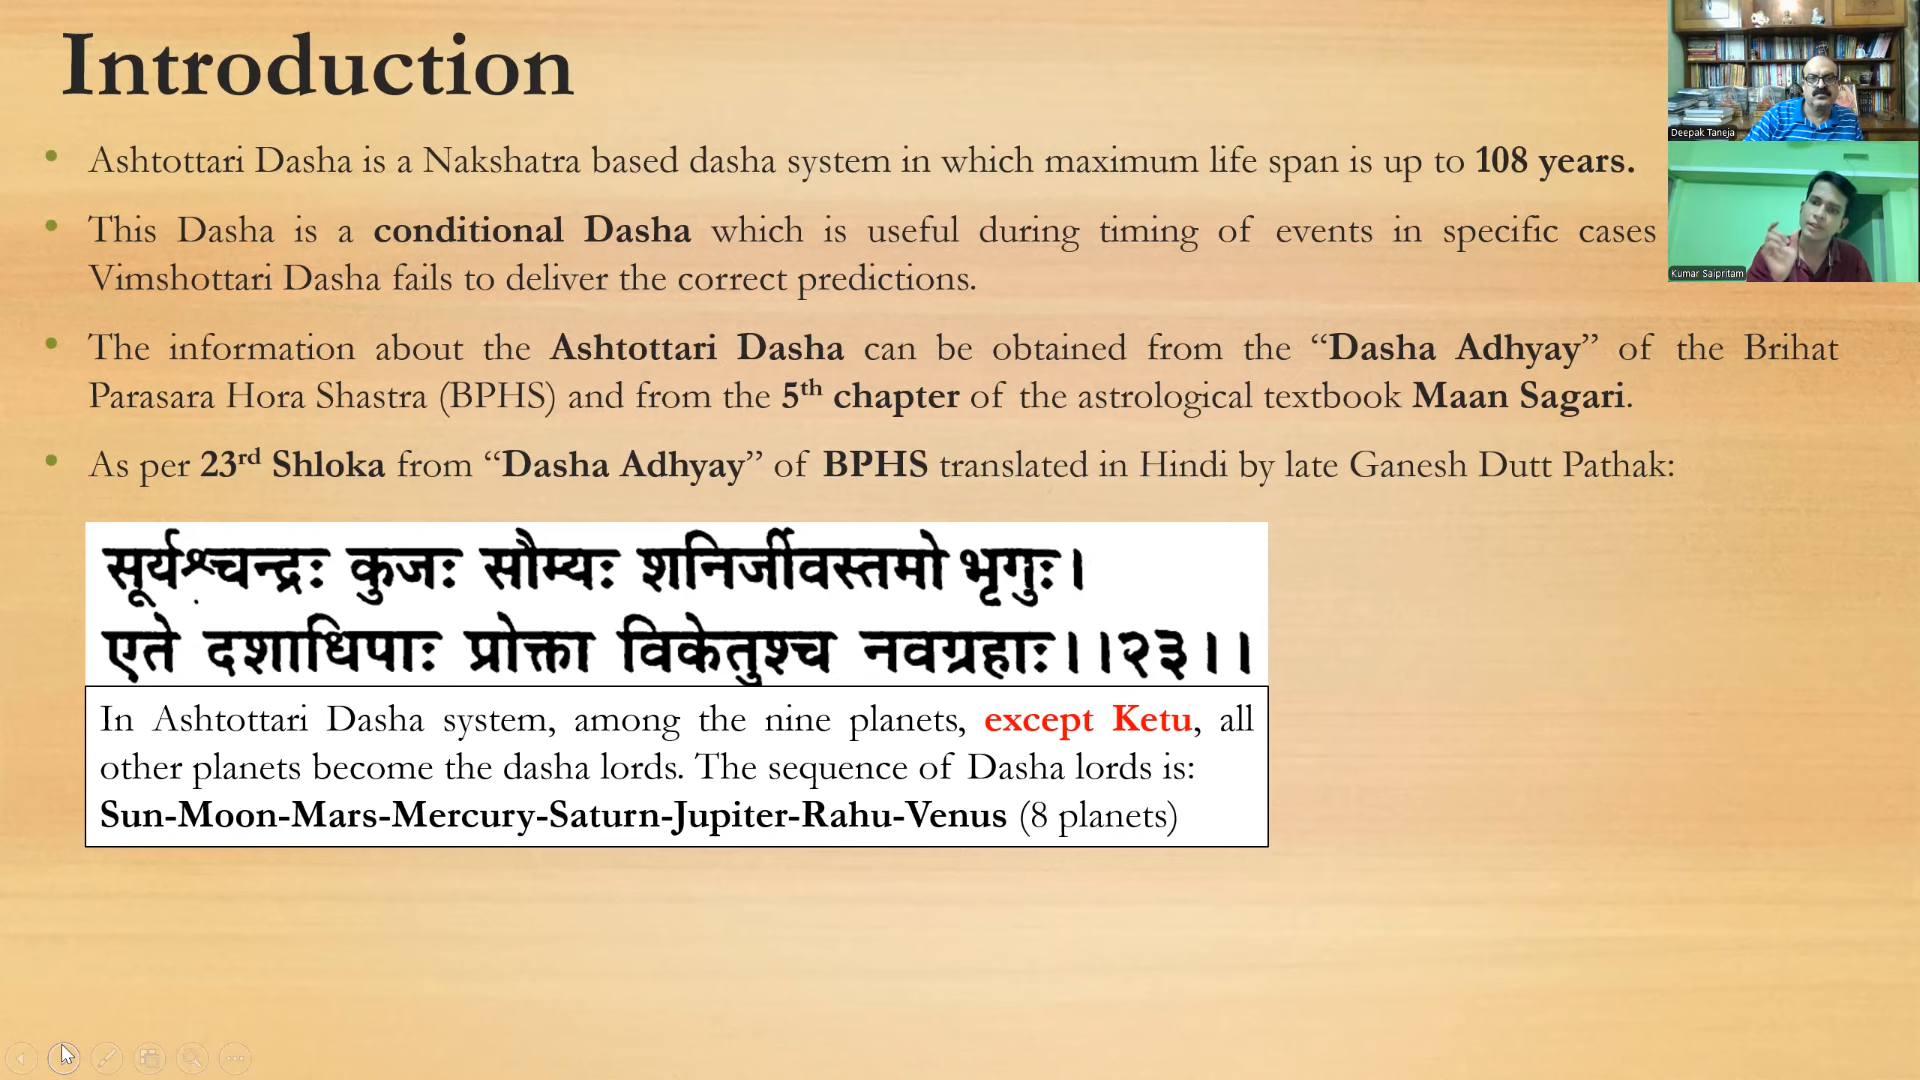 Introduction
Deepak Taneja
Kumar Saipritam
• Ashtottari Dasha is a Nakshatra based dasha system in which maximum life span is up to 108 years.
• This Dasha is a conditional Dasha which is useful during timing of events in specific cases
Vimshottari Dasha fails to deliver the correct predictions.
• The information about the Ashtottari Dasha can be obtained from the “Dasha Adhyay” of the Brihat
Parasara Hora Shastra (BPHS) and from the 5th chapter of the astrological textbook Maan Sagari.
• As per 23rd Shloka from “Dasha Adhyay” of BPHS translated in Hindi by late Ganesh Dutt Pathak:
सूर्यश्चन्द्रः कुजः सौम्यः शनिर्जीवस्तमो भृगुः।
एते दशाधिपाः प्रोक्ता विकेतुश्च नवग्रहाः।।२३।।
In Ashtottari Dasha system, among the nine planets, except Ketu, all
other planets become the dasha lords. The sequence of Dasha lords is:
Sun-Moon-Mars-Mercury-Saturn-Jupiter-Rahu-Venus (8 planets)